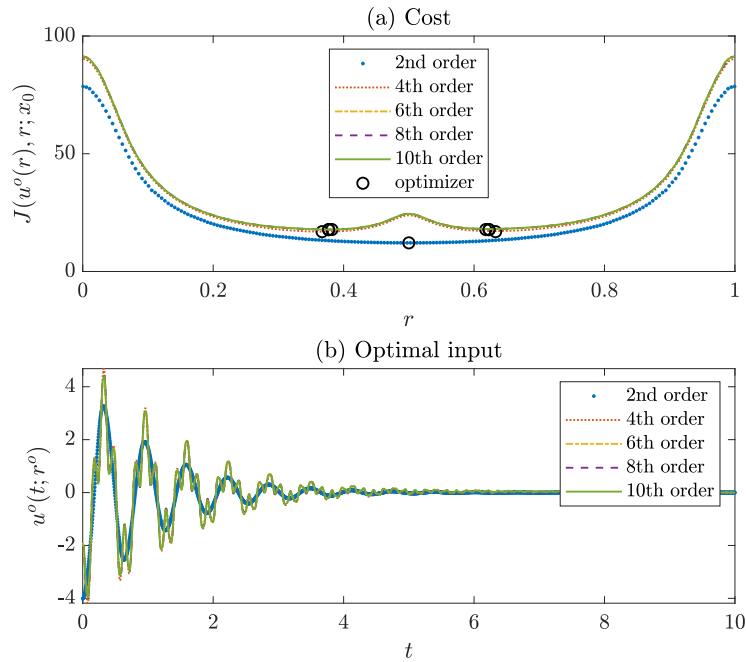 (a) Cost
100
50
0
J(u^o(r), r; x_0)
2nd order
4th order
6th order
8th order
10th order
optimizer
0 0.2 0.4 0.6 0.8 1
r
(b) Optimal input
4
2
0
-2
-4
u^o(t; r^o)
2nd order
4th order
6th order
8th order
10th order
0 2 4 6 8 10
t